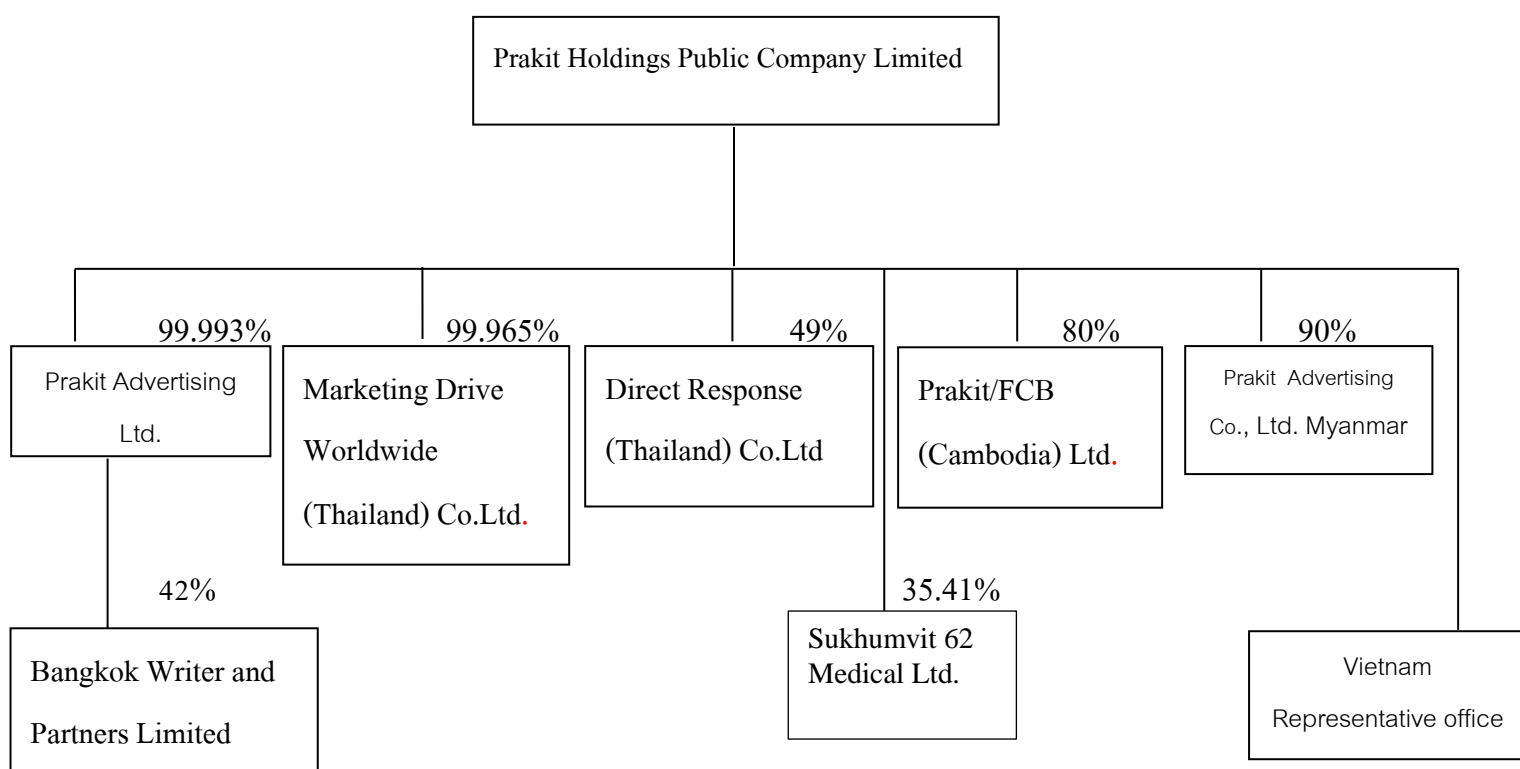 Prakit Holdings Public Company Limited
99.993%
99.965%
49%
80%
90%
Prakit Advertising
Ltd.
Marketing Drive
Worldwide
(Thailand) Co.Ltd.
Direct Response
(Thailand) Co.Ltd
Prakit/FCB
(Cambodia) Ltd.
Prakit Advertising
Co., Ltd. Myanmar
42%
35.41%
Bangkok Writer and
Partners Limited
Sukhumvit 62
Medical Ltd.
Vietnam
Representative office